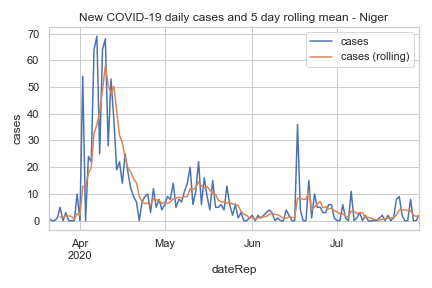 New COVID-19 daily cases and 5 day rolling mean - Niger
cases
cases (rolling)
70
60
50
40
30
20
10
0
cases
Apr
2020
May
Jun
Jul
dateRep